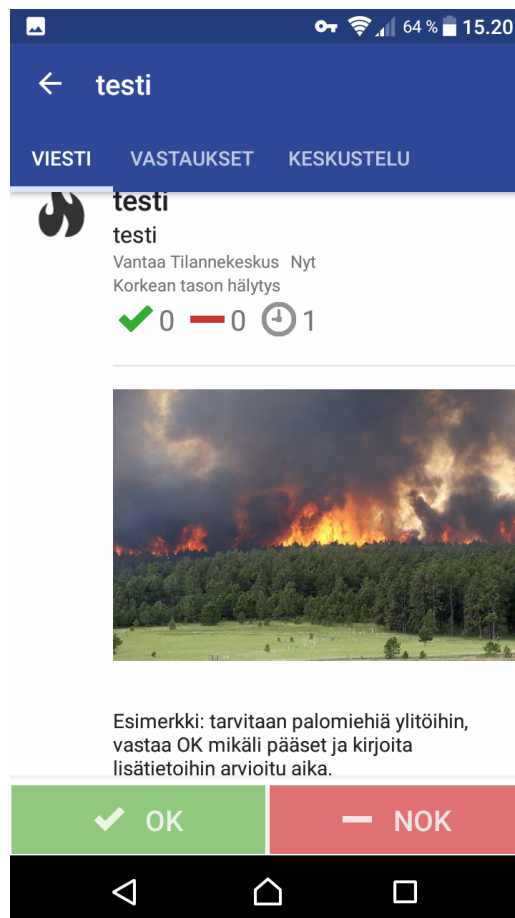 64 % 15.20
testi
VIESTI VASTAUKSET KESKUSTELU
testi
testi
Vantaa Tilannekeskus Nyt
Korkean tason hälytys
0 0 1
Esimerkki: tarvitaan palomiehiä ylitöihin,
vastaa OK mikäli pääset ja kirjoita
lisätietoihin arvioitu aika.
OK NOK